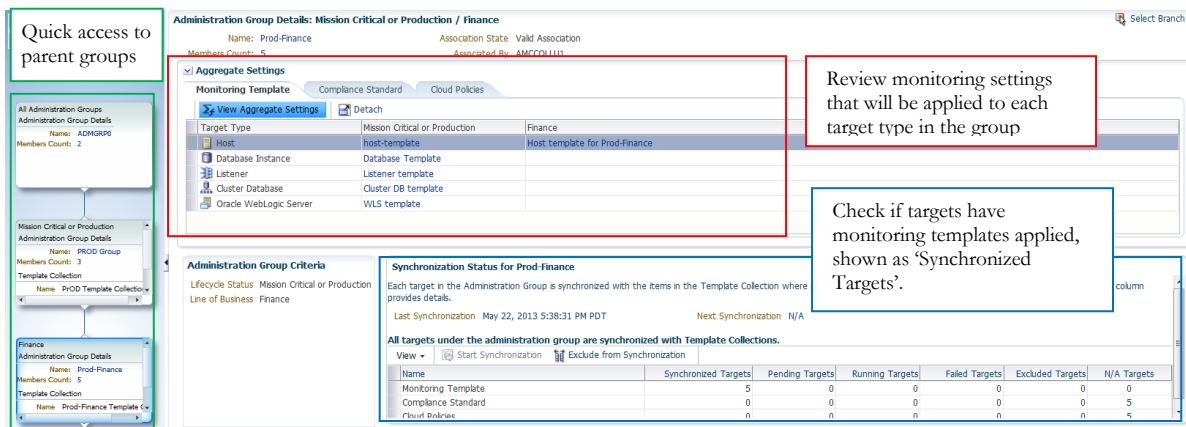 Quick access to
parent groups
All Administration Groups
Administration Group Details
Name: ADMGRP0
Members Count: 2
Mission Critical or Production
Administration Group Details
Name: PROD Group
Members Count: 3
Template Collection
Name PrOD Template Collectio
Finance
Administration Group Details
Name: Prod-Finance
Members Count: 5
Template Collection
Name Prod-Finance Template C
Administration Group Details: Mission Critical or Production / Finance
Select Branch
Name: Prod-Finance Association State Valid Association
Members Count: 5 Associated By AMCCOLLU1
Aggregate Settings
Monitoring Template Compliance Standard Cloud Policies
View Aggregate Settings Detach
Target Type Mission Critical or Production Finance
Host host-template Host template for Prod-Finance
Database Instance Database Template
Listener Listener template
Cluster Database Cluster DB template
Oracle WebLogic Server WLS template
Review monitoring settings
that will be applied to each
target type in the group
Check if targets have
monitoring templates applied,
shown as ‘Synchronized
Targets’.
Administration Group Criteria
Lifecycle Status Mission Critical or Production
Line of Business Finance
Synchronization Status for Prod-Finance
Each target in the Administration Group is synchronized with the items in the Template Collection where column
provides details.
Last Synchronization May 22, 2013 5:38:31 PM PDT Next Synchronization N/A
All targets under the administration group are synchronized with Template Collections.
View Start Synchronization Exclude from Synchronization
Name Synchronized Targets Pending Targets Running Targets Failed Targets Excluded Targets N/A Targets
Monitoring Template 5 0 0 0 0 0
Compliance Standard 0 0 0 0 0 5
Cloud Policies 0 0 0 0 0 5